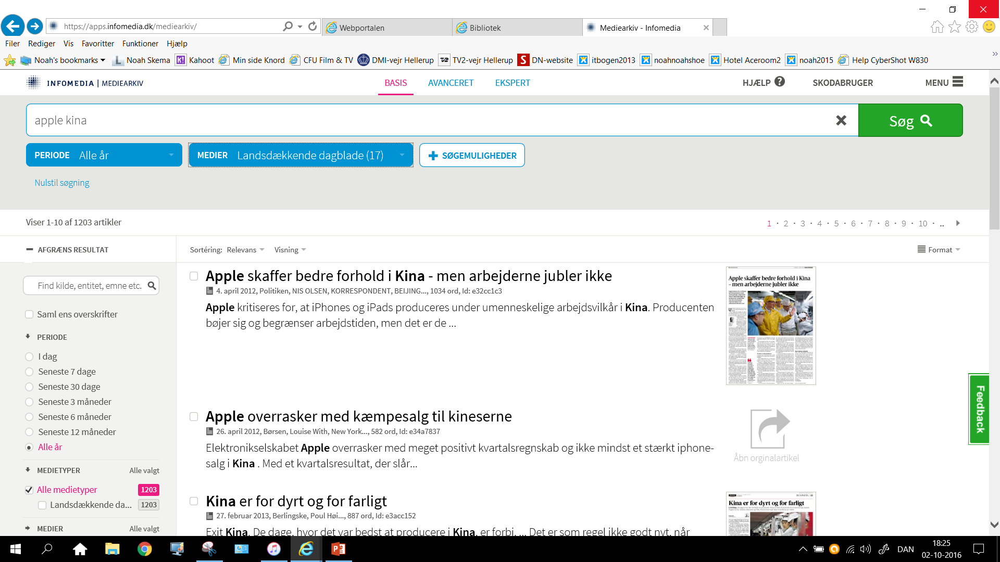 https://apps.infomedia.dk/mediearkiv/
Webportalen
Bibliotek
Mediearkiv - Infomedia
Filer Rediger Vis Favoritter Funktioner Hjælp
Noah's bookmarks Noah Skema Kahoot Min side Knord CFU Film & TV DMI-vejr Hellerup TV2-vejr Hellerup DN-website itbogen2013 noahnoahshoe Hotel Aceroom2 noah2015 Help CyberShot W830
INFOMEDIA | MEDIEARKIV
BASIS AVANCERET EKSPERT
HJÆLP ? SKODABRUGER MENU
apple kina
Søg
PERIODE Alle år
MEDIER Landsdækkende dagblade (17)
SØGEMULIGHEDER
Nulstil søgning
Viser 1-10 af 1203 artikler
1 · 2 · 3 · 4 · 5 · 6 · 7 · 8 · 9 · 10 · ..
AFGRÆNS RESULTAT
Sortéring: Relevans Visning
Format
Find kilde, entitet, emne etc.
Saml ens overskrifter
PERIODE
I dag
Seneste 7 dage
Seneste 30 dage
Seneste 3 måneder
Seneste 6 måneder
Seneste 12 måneder
Alle år
MEDIETYPER Alle valgt
Alle medietyper 1203
Landsdækkende da... 1203
MEDIER Alle valgt
Apple skaffer bedre forhold i Kina - men arbejderne jubler ikke
4. april 2012, Politiken, NIS OLSEN, KORRESPONDENT, BEIJING..., 1034 ord, Id: e32cc1c3
Apple kritiseres for, at iPhones og iPads produceres under umenneskelige arbejdsvilkår i Kina. Producenten
bøjer sig og begrænser arbejdstiden, men det er de ...
Apple skaffer bedre forhold i Kina
– men arbejderne jubler ikke
Apple overrasker med kæmpesalg til kineserne
26. april 2012, Børsen, Louise With, New York..., 582 ord, Id: e34a7837
Elektronikselskabet Apple overrasker med meget positivt kvartalsregnskab og ikke mindst et stærkt iphone-
salg i Kina . Med et kvartalsresultat, der slår...
Åbn orginalartikel
Kina er for dyrt og for farligt
27. februar 2013, Berlingske, Poul Høi..., 887 ord, Id: e3acc152
Exit Kina. De dage, hvor det var bedst at producere i Kina, er forbi. ... Det er som regel ikke godt nyt, når
Kina er for dyrt og for farligt
Feedback
DAN
18:25
02-10-2016